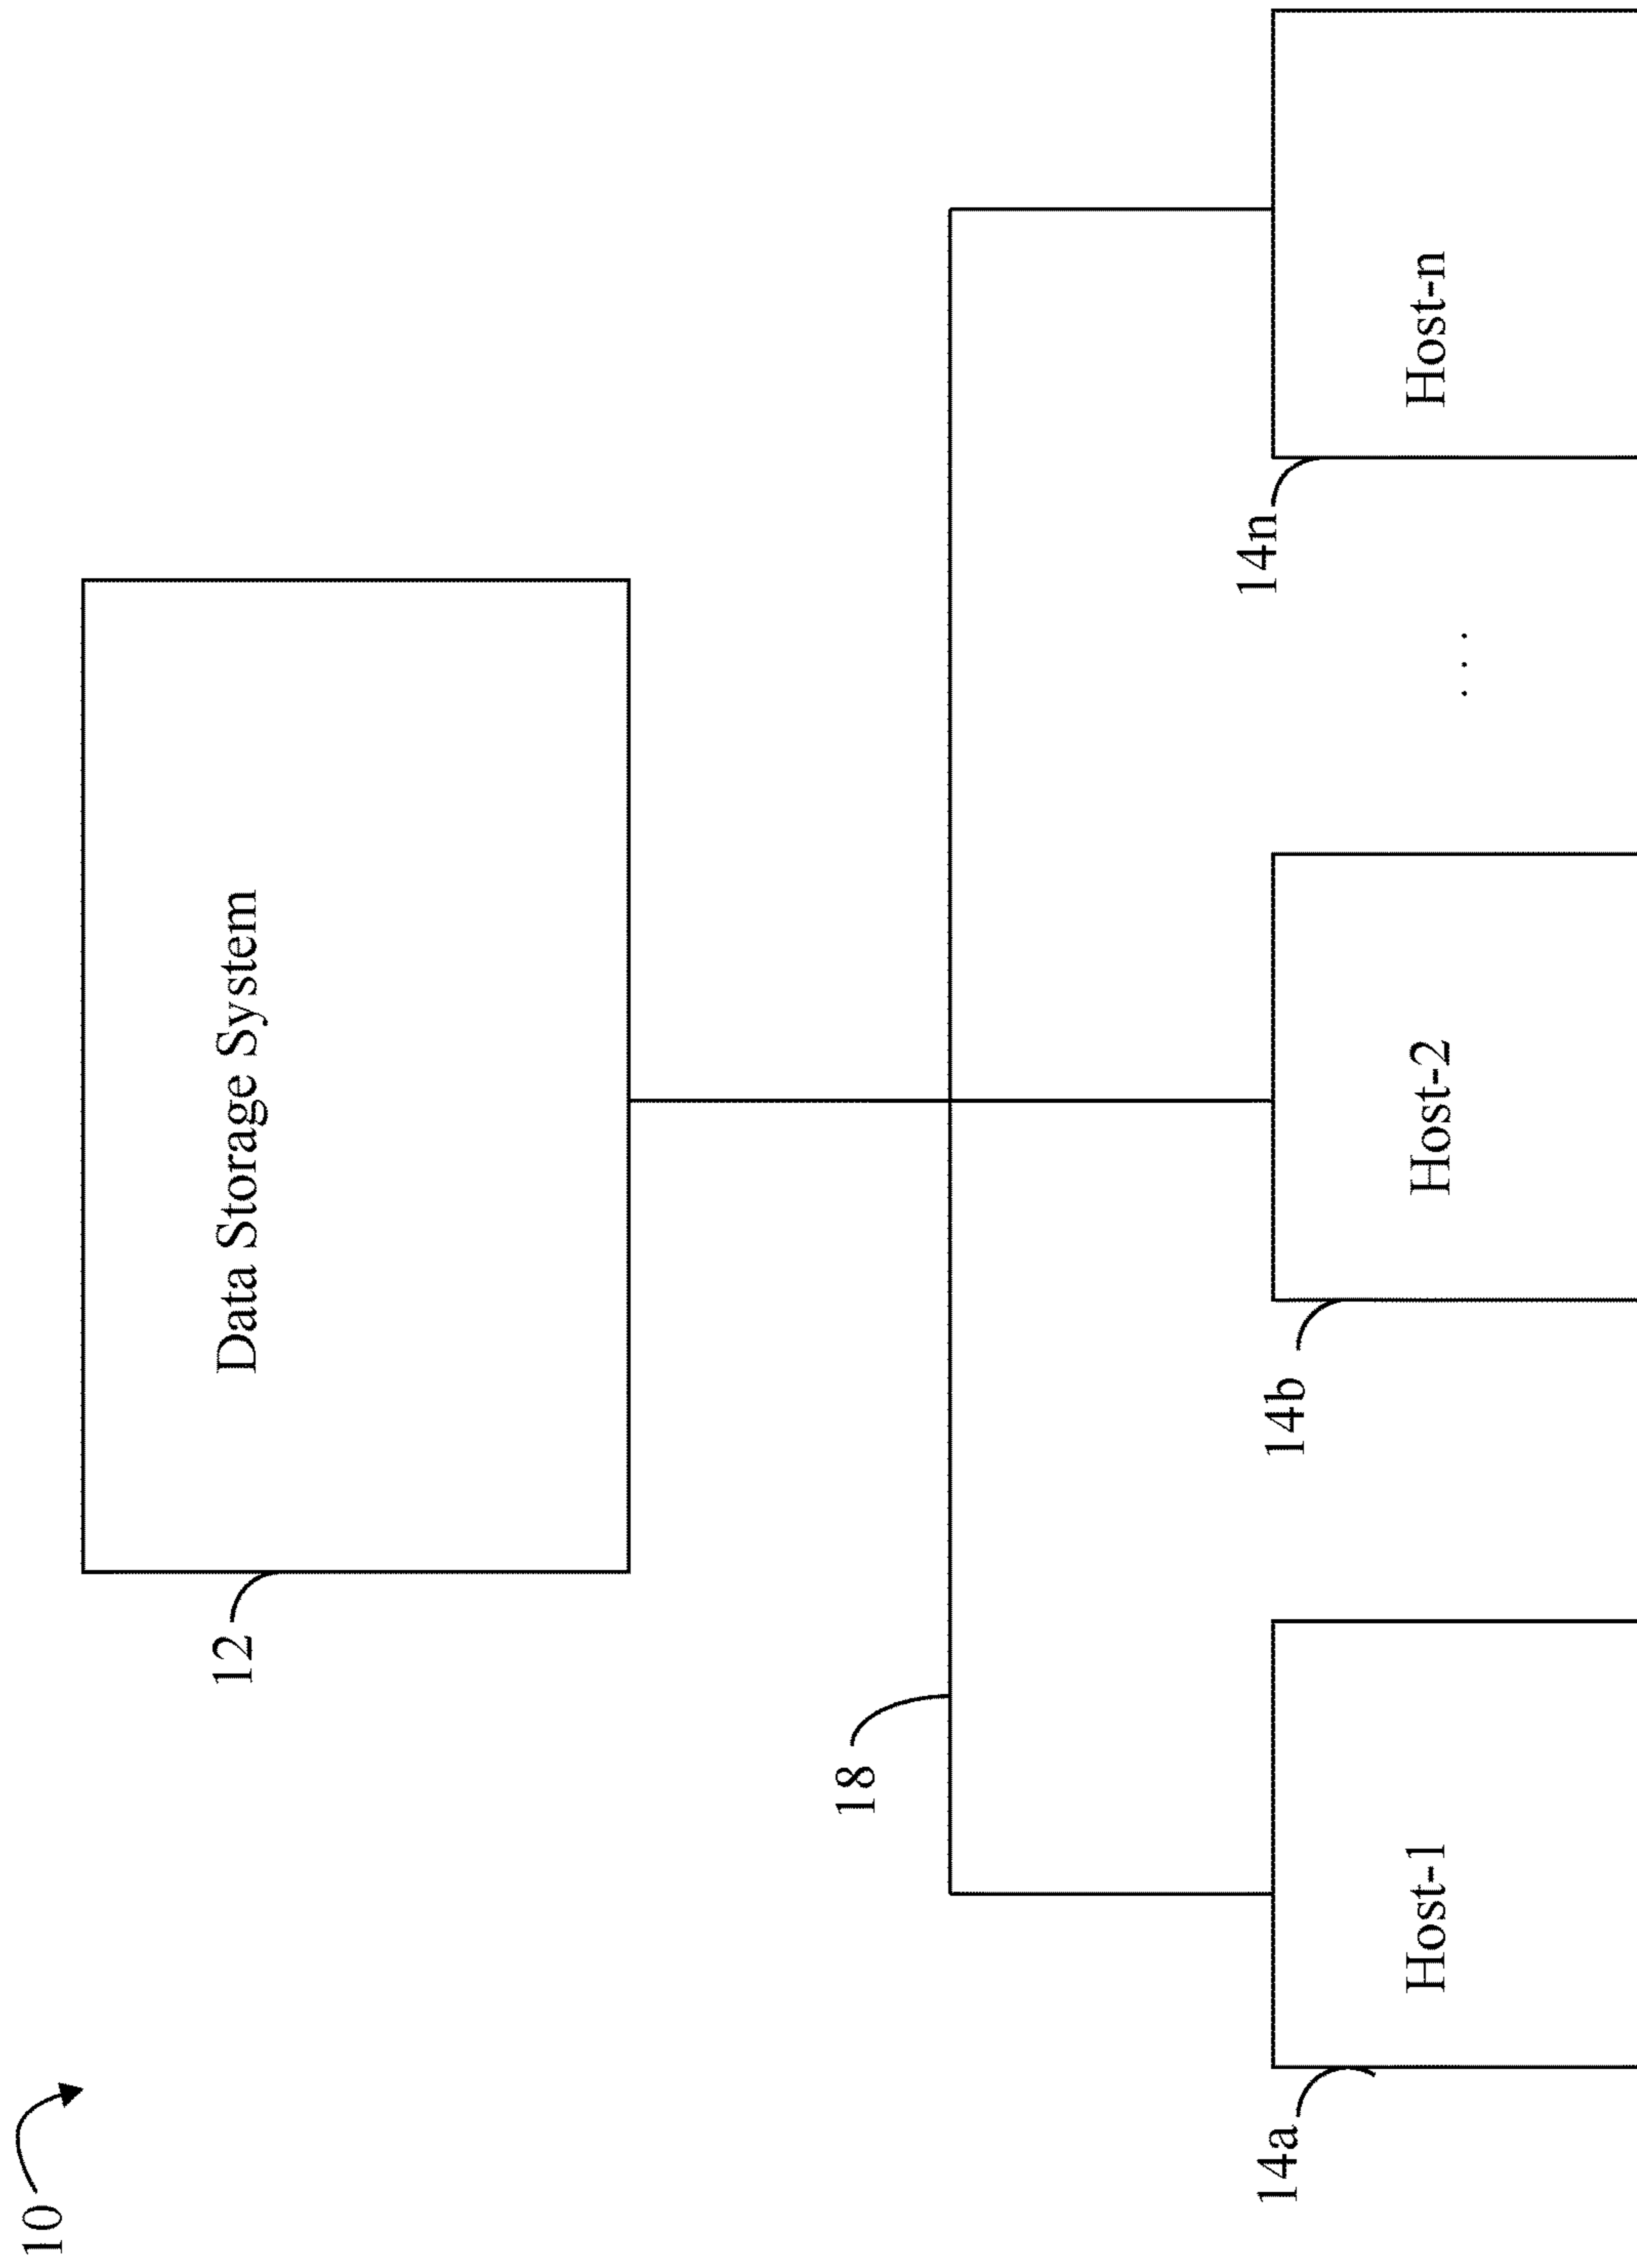 10
12
Data Storage System
18
14a
Host-1
14b
Host-2
. . .
14n
Host-n